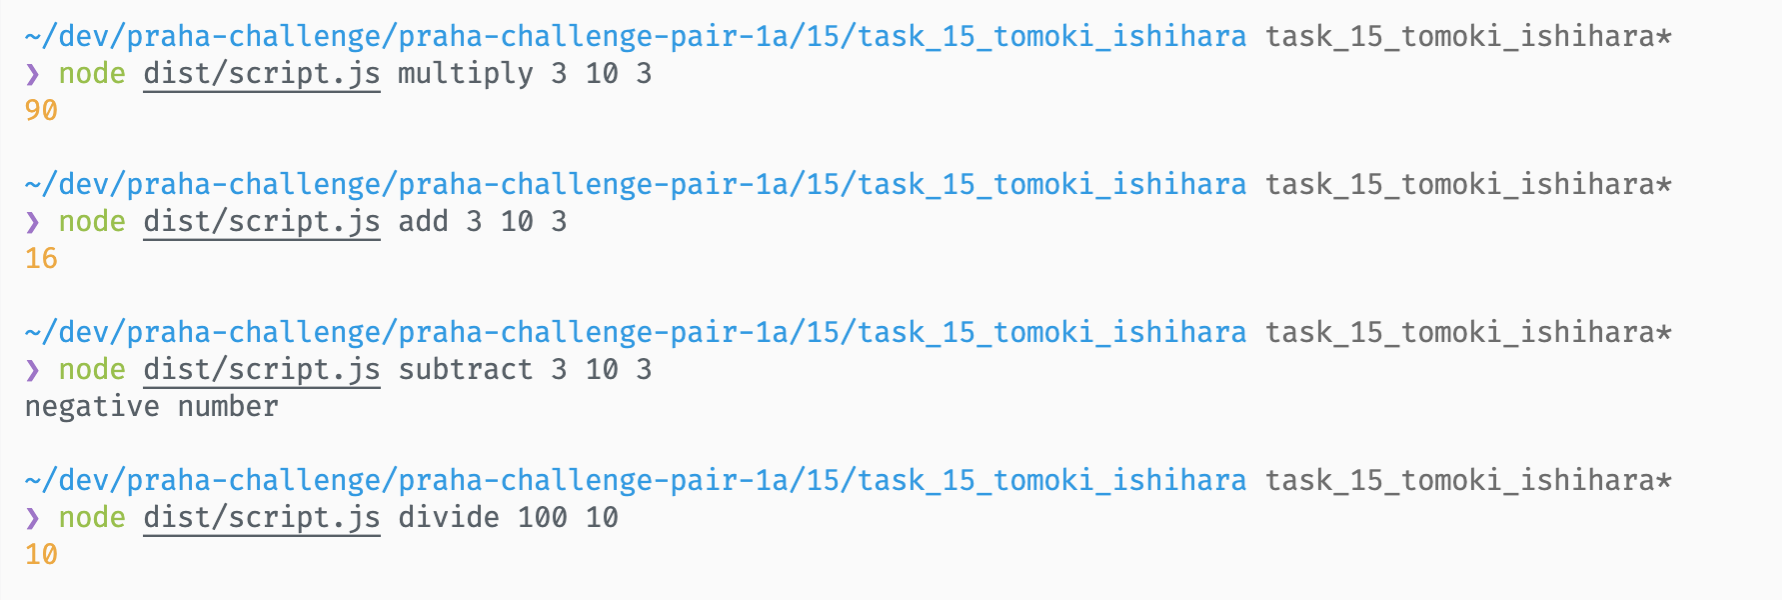 ~/dev/praha-challenge/praha-challenge-pair-1a/15/task_15_tomoki_ishihara task_15_tomoki_ishihara*
❯ node dist/script.js multiply 3 10 3
90
~/dev/praha-challenge/praha-challenge-pair-1a/15/task_15_tomoki_ishihara task_15_tomoki_ishihara*
❯ node dist/script.js add 3 10 3
16
~/dev/praha-challenge/praha-challenge-pair-1a/15/task_15_tomoki_ishihara task_15_tomoki_ishihara*
❯ node dist/script.js subtract 3 10 3
negative number
~/dev/praha-challenge/praha-challenge-pair-1a/15/task_15_tomoki_ishihara task_15_tomoki_ishihara*
❯ node dist/script.js divide 100 10
10